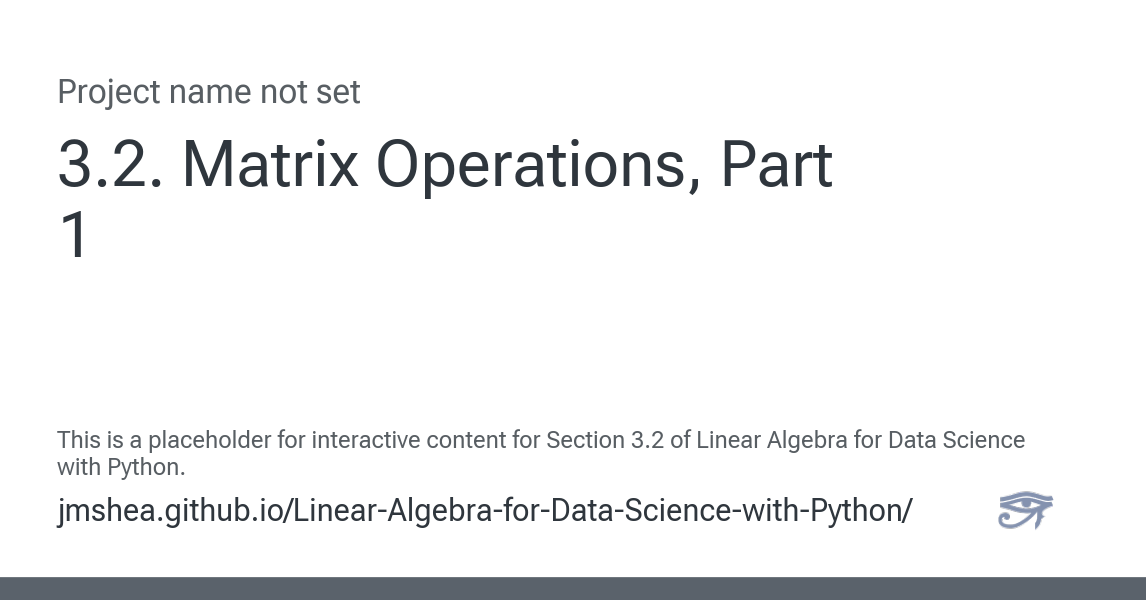 Project name not set
3.2. Matrix Operations, Part
1
This is a placeholder for interactive content for Section 3.2 of Linear Algebra for Data Science
with Python.
jmshea.github.io/Linear-Algebra-for-Data-Science-with-Python/